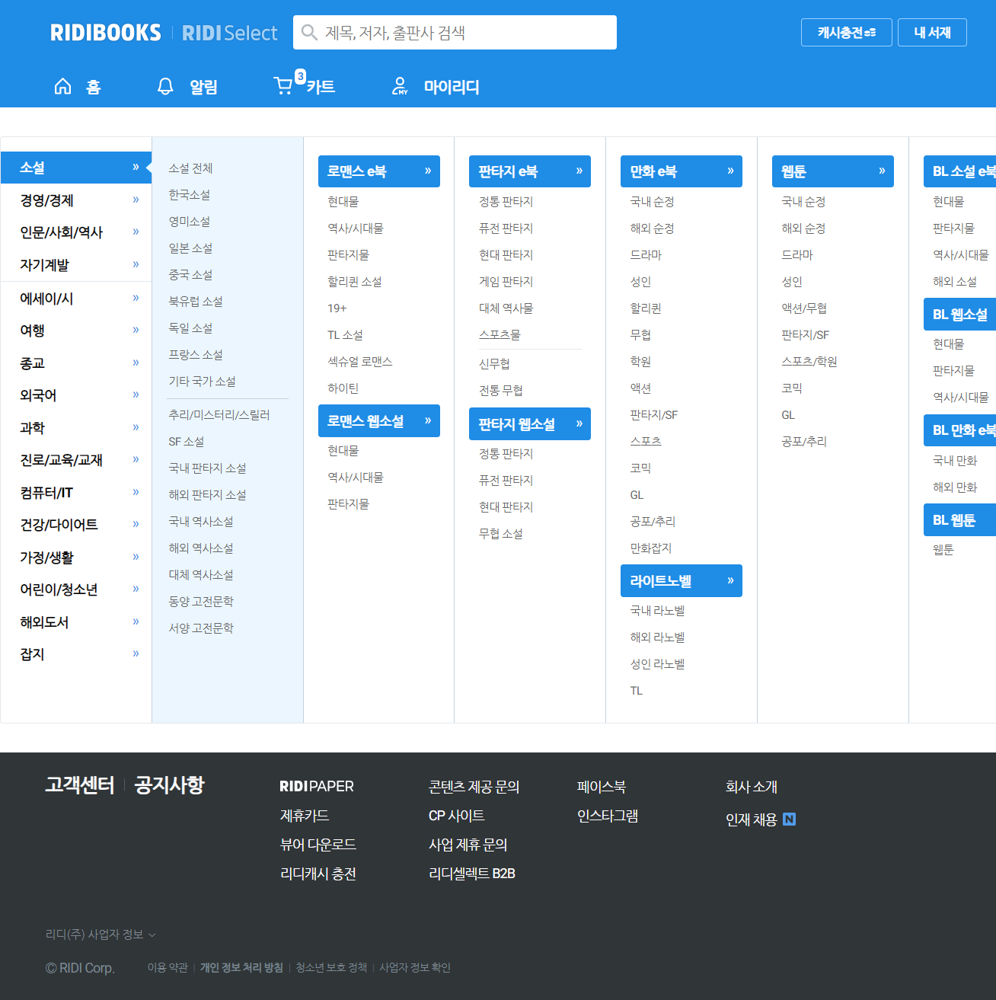 RIDIBOOKS RIDI Select 제목, 저자, 출판사 검색 캐시충전 내 서재
홈 알림 3 카트 마이리디
소설 »
경영/경제 »
인문/사회/역사 »
자기계발 »
에세이/시 »
여행 »
종교 »
외국어 »
과학 »
진로/교육/교재 »
컴퓨터/IT »
건강/다이어트 »
가정/생활 »
어린이/청소년 »
해외도서 »
잡지 »
소설 전체
한국소설
영미소설
일본 소설
중국 소설
북유럽 소설
독일 소설
프랑스 소설
기타 국가 소설
추리/미스터리/스릴러
SF 소설
국내 판타지 소설
해외 판타지 소설
국내 역사소설
해외 역사소설
대체 역사소설
동양 고전문학
서양 고전문학
로맨스 e북 »
현대물
역사/시대물
판타지물
할리퀸 소설
19+
TL 소설
섹슈얼 로맨스
하이틴
로맨스 웹소설 »
현대물
역사/시대물
판타지물
판타지 e북 »
정통 판타지
퓨전 판타지
현대 판타지
게임 판타지
대체 역사물
스포츠물
신무협
전통 무협
판타지 웹소설 »
정통 판타지
퓨전 판타지
현대 판타지
무협 소설
만화 e북 »
국내 순정
해외 순정
드라마
성인
할리퀸
무협
학원
액션
판타지/SF
스포츠
코믹
GL
공포/추리
만화잡지
라이트노벨 »
국내 라노벨
해외 라노벨
성인 라노벨
TL
웹툰 »
국내 순정
해외 순정
드라마
성인
액션/무협
판타지/SF
스포츠/학원
코믹
GL
공포/추리
BL 소설 e북
현대물
판타지물
역사/시대물
해외 소설
BL 웹소설
현대물
판타지물
역사/시대물
BL 만화 e북
국내 만화
해외 만화
BL 웹툰
웹툰
고객센터 공지사항
RIDI PAPER
제휴카드
뷰어 다운로드
리디캐시 충전
콘텐츠 제공 문의
CP 사이트
사업 제휴 문의
리디셀렉트 B2B
페이스북
인스타그램
회사 소개
인재 채용 N
리디(주) 사업자 정보
© RIDI Corp. 이용 약관 개인 정보 처리 방침 청소년 보호 정책 사업자 정보 확인